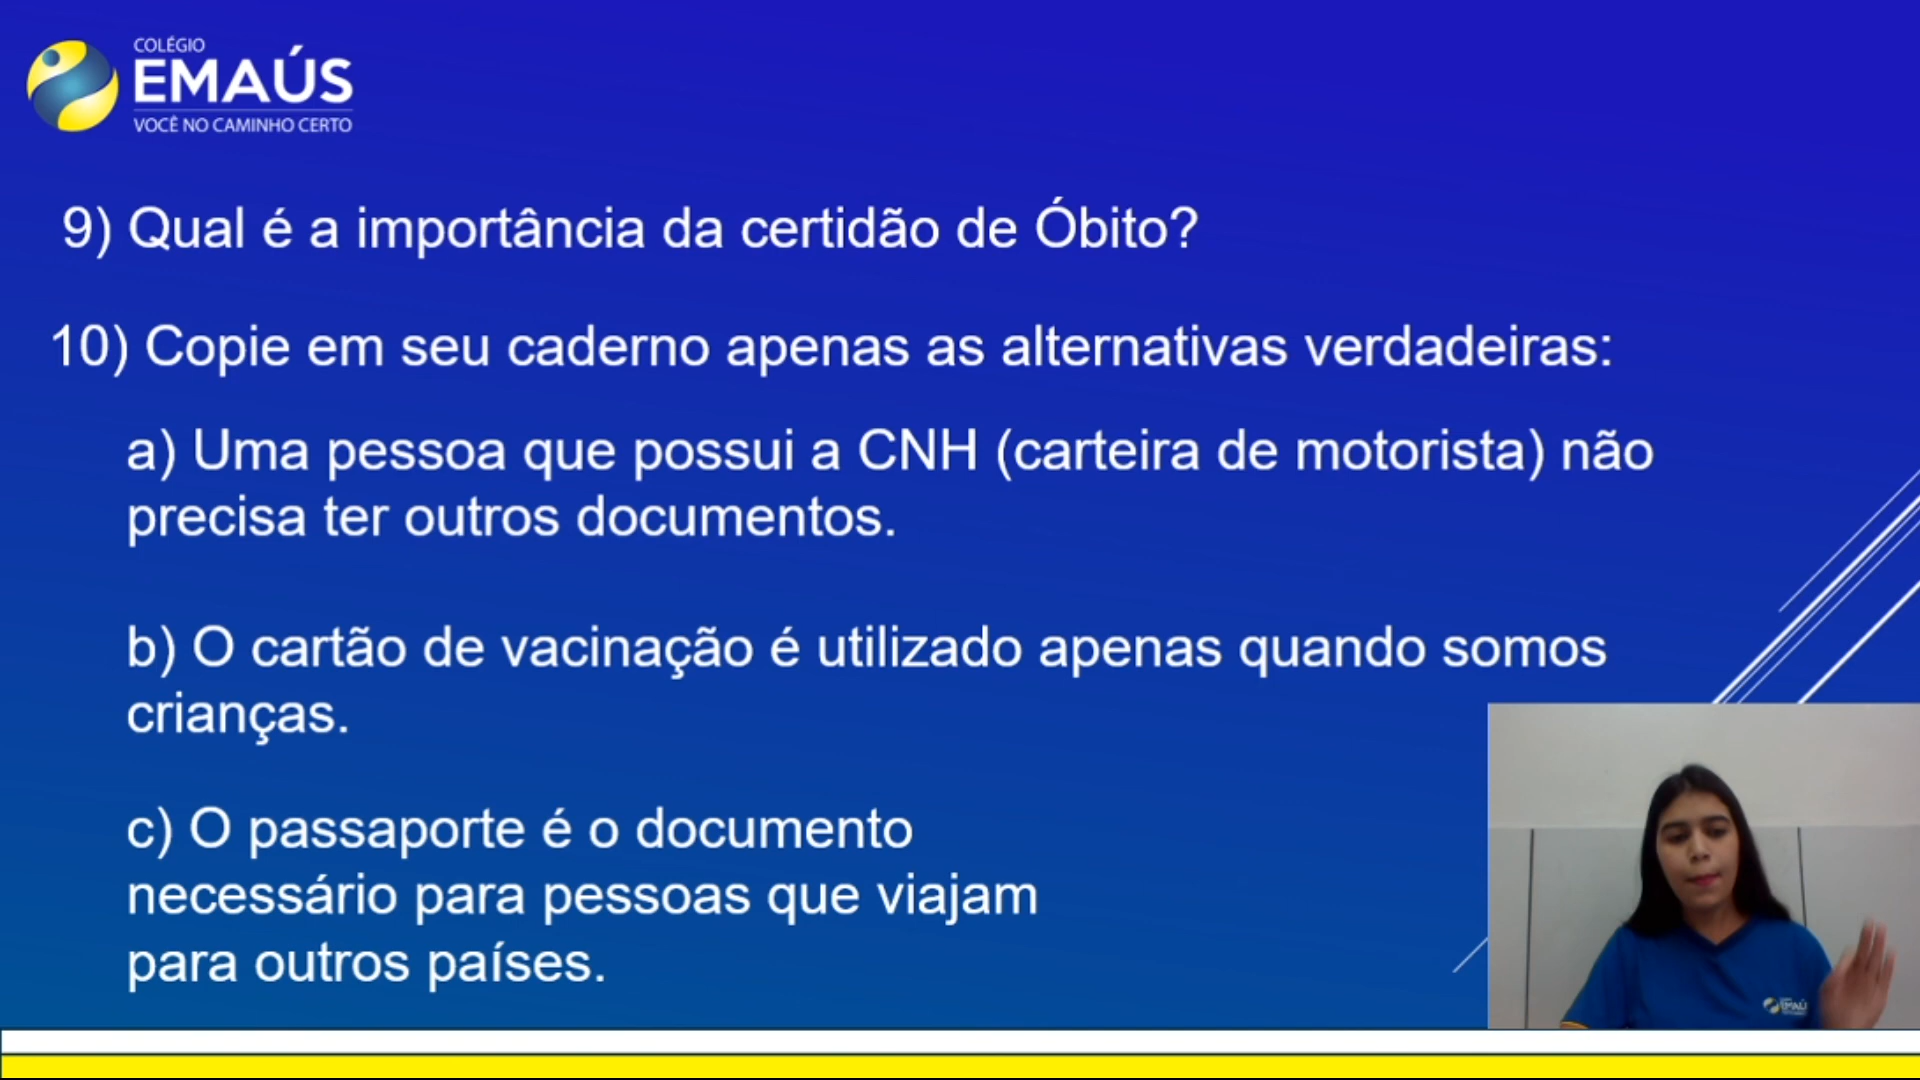 COLÉGIO
EMAÚS
VOCÊ NO CAMINHO CERTO
9) Qual é a importância da certidão de Óbito?
10) Copie em seu caderno apenas as alternativas verdadeiras:
a) Uma pessoa que possui a CNH (carteira de motorista) não
precisa ter outros documentos.
b) O cartão de vacinação é utilizado apenas quando somos
crianças.
c) O passaporte é o documento
necessário para pessoas que viajam
para outros países.